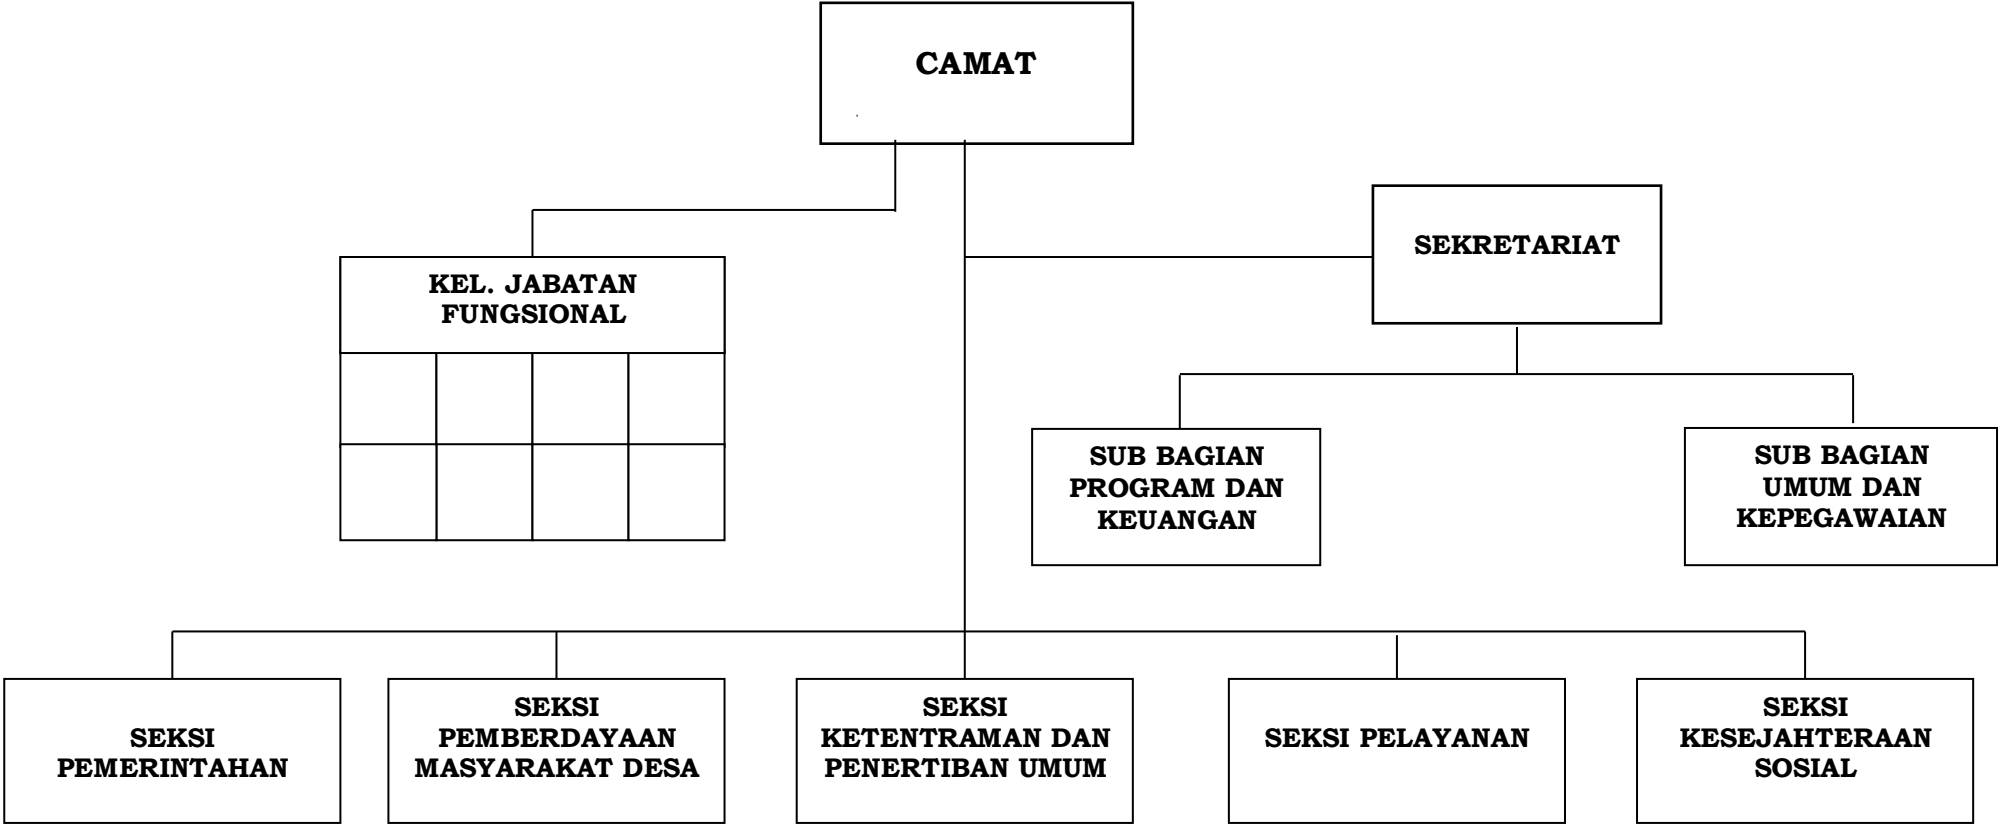 CAMAT
SEKRETARIAT
KEL. JABATAN
FUNGSIONAL
SUB BAGIAN
PROGRAM DAN
KEUANGAN
SUB BAGIAN
UMUM DAN
KEPEGAWAIAN
SEKSI
PEMERINTAHAN
SEKSI
PEMBERDAYAAN
MASYARAKAT DESA
SEKSI
KETENTRAMAN DAN
PENERTIBAN UMUM
SEKSI PELAYANAN
SEKSI
KESEJAHTERAAN
SOSIAL